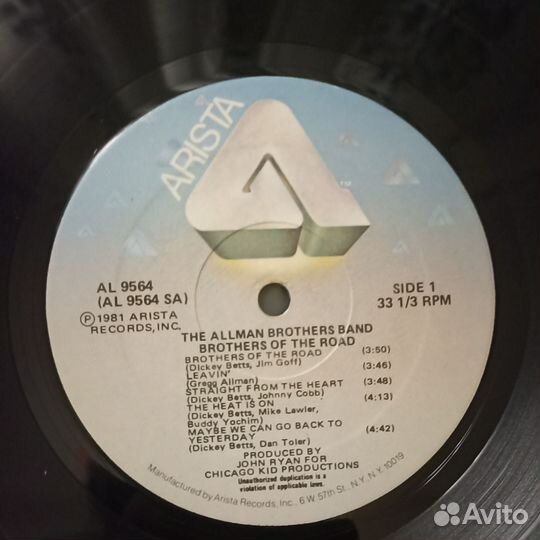 ARISTA
TM
AL 9564
(AL 9564 SA)
℗ 1981 ARISTA
RECORDS, INC.
SIDE 1
33 1/3 RPM
THE ALLMAN BROTHERS BAND
BROTHERS OF THE ROAD
BROTHERS OF THE ROAD (3:50)
(Dickey Betts, Jim Goff)
LEAVIN' (3:46)
(Gregg Allman)
STRAIGHT FROM THE HEART (3:48)
(Dickey Betts, Johnny Cobb)
THE HEAT IS ON (4:13)
(Dickey Betts, Mike Lawler,
Buddy Yochim)
MAYBE WE CAN GO BACK TO
YESTERDAY (4:42)
(Dickey Betts, Dan Toler)
PRODUCED BY
JOHN RYAN FOR
CHICAGO KID PRODUCTIONS
Unauthorized duplication is a
violation of applicable laws.
Manufactured by Arista Records, Inc., 6 W. 57th St., N.Y., N.Y. 10019
Avito